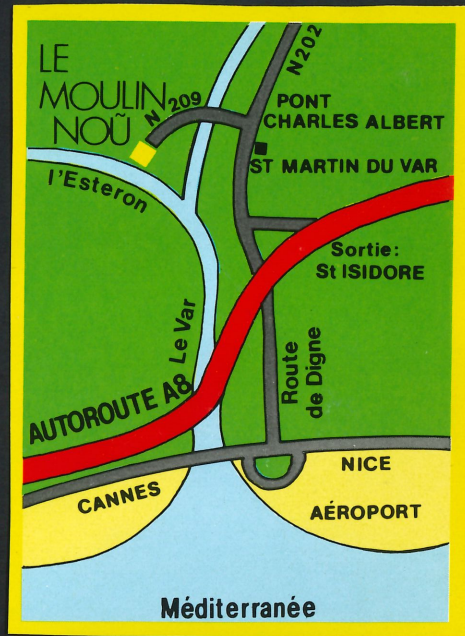 LE
MOULIN
NOŨ
N 209
N202
PONT
CHARLES ALBERT
ST MARTIN DU VAR
l'Esteron
Sortie:
St ISIDORE
Le Var
Route
de Digne
AUTOROUTE A8
CANNES
NICE
AÉROPORT
Méditerranée